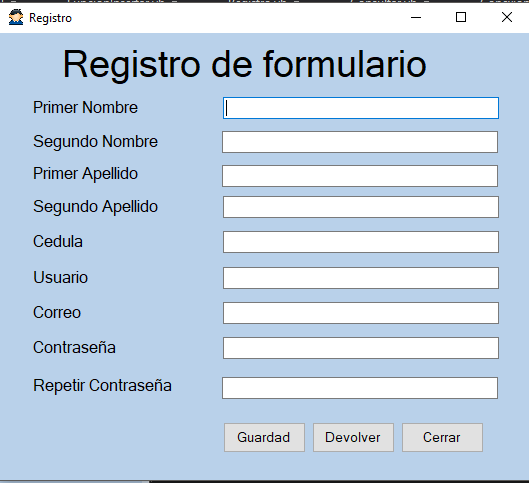 Registro
Registro de formulario
Primer Nombre
Segundo Nombre
Primer Apellido
Segundo Apellido
Cedula
Usuario
Correo
Contraseña
Repetir Contraseña
Guardad Devolver Cerrar